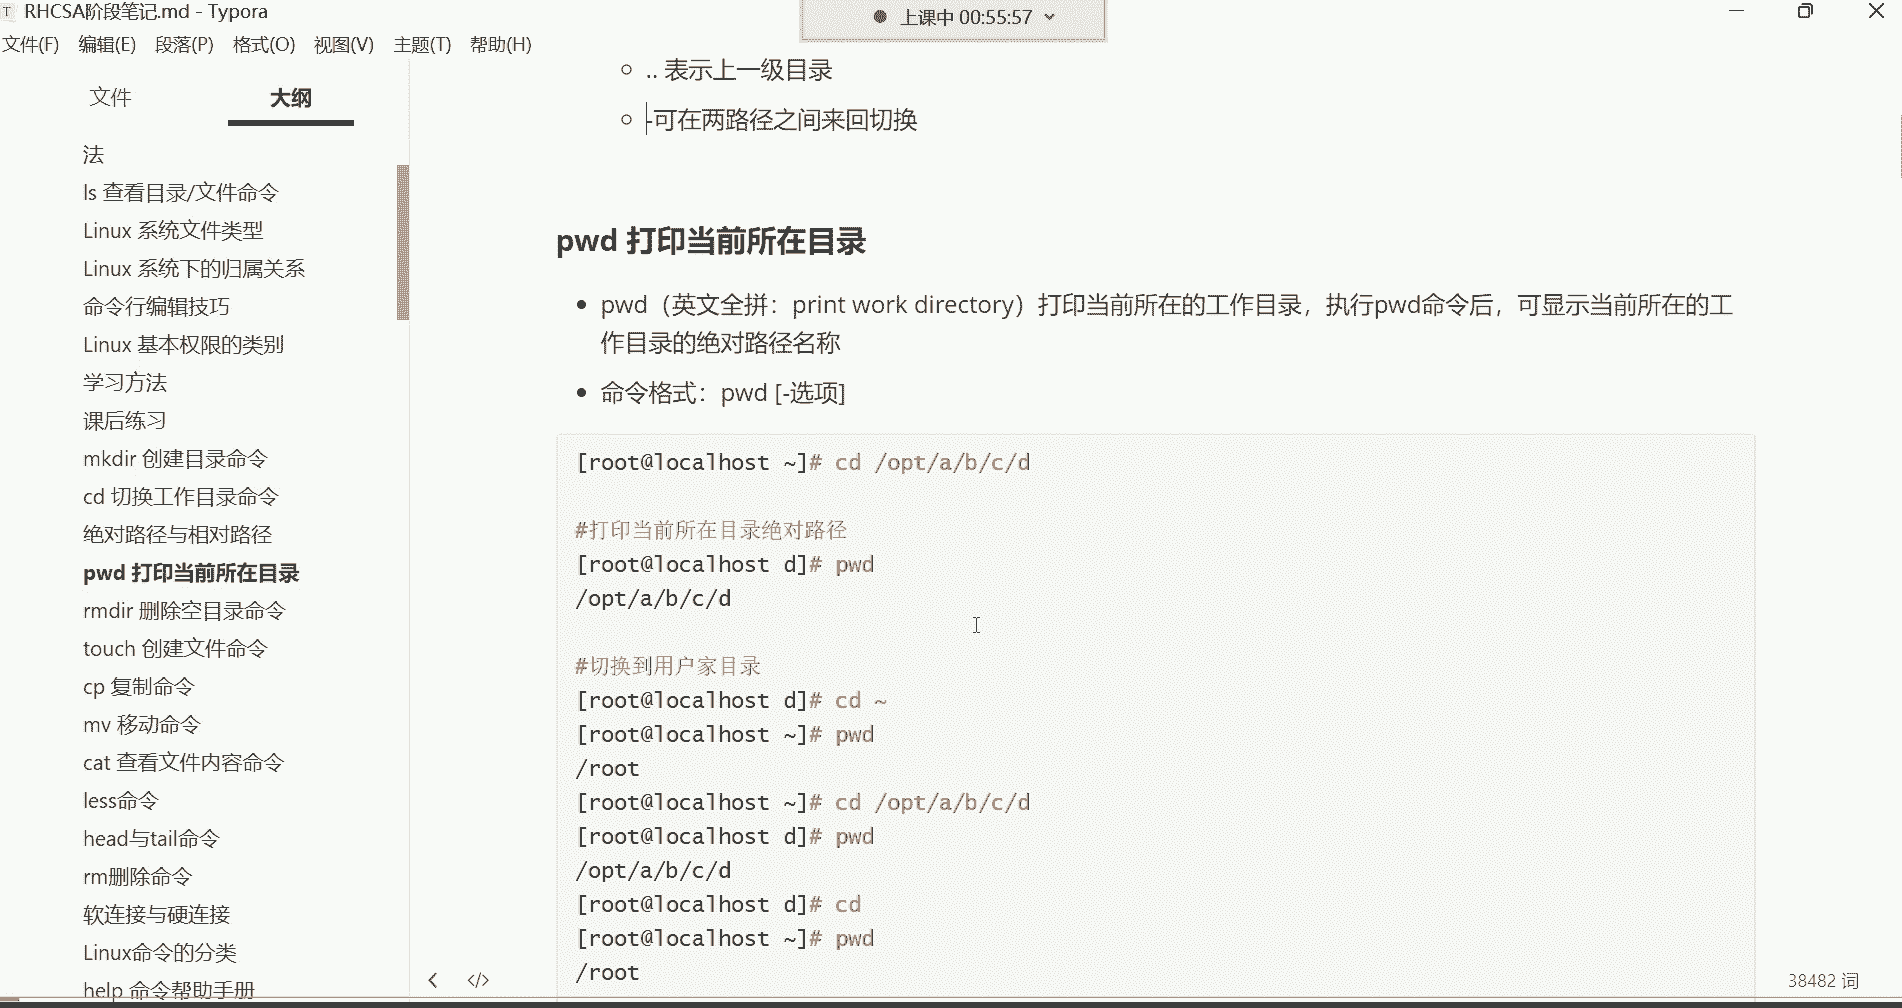 T RHCSA阶段笔记.md - Typora
上课中 00:55:57
文件(F) 编辑(E) 段落(P) 格式(O) 视图(V) 主题(T) 帮助(H)
文件 大纲
法
ls 查看目录/文件命令
Linux 系统文件类型
Linux 系统下的归属关系
命令行编辑技巧
Linux 基本权限的类别
学习方法
课后练习
mkdir 创建目录命令
cd 切换工作目录命令
绝对路径与相对路径
pwd 打印当前所在目录
rmdir 删除空目录命令
touch 创建文件命令
cp 复制命令
mv 移动命令
cat 查看文件内容命令
less命令
head与tail命令
rm删除命令
软连接与硬连接
Linux命令的分类
help 命令帮助手册
.. 表示上一级目录
-可在两路径之间来回切换
pwd 打印当前所在目录
pwd（英文全拼：print work directory）打印当前所在的工作目录，执行pwd命令后，可显示当前所在的工
作目录的绝对路径名称
命令格式：pwd [-选项]
[root@localhost ~]# cd /opt/a/b/c/d
#打印当前所在目录绝对路径
[root@localhost d]# pwd
/opt/a/b/c/d
#切换到用户家目录
[root@localhost d]# cd ~
[root@localhost ~]# pwd
/root
[root@localhost ~]# cd /opt/a/b/c/d
[root@localhost d]# pwd
/opt/a/b/c/d
[root@localhost d]# cd
[root@localhost ~]# pwd
/root
38482 词